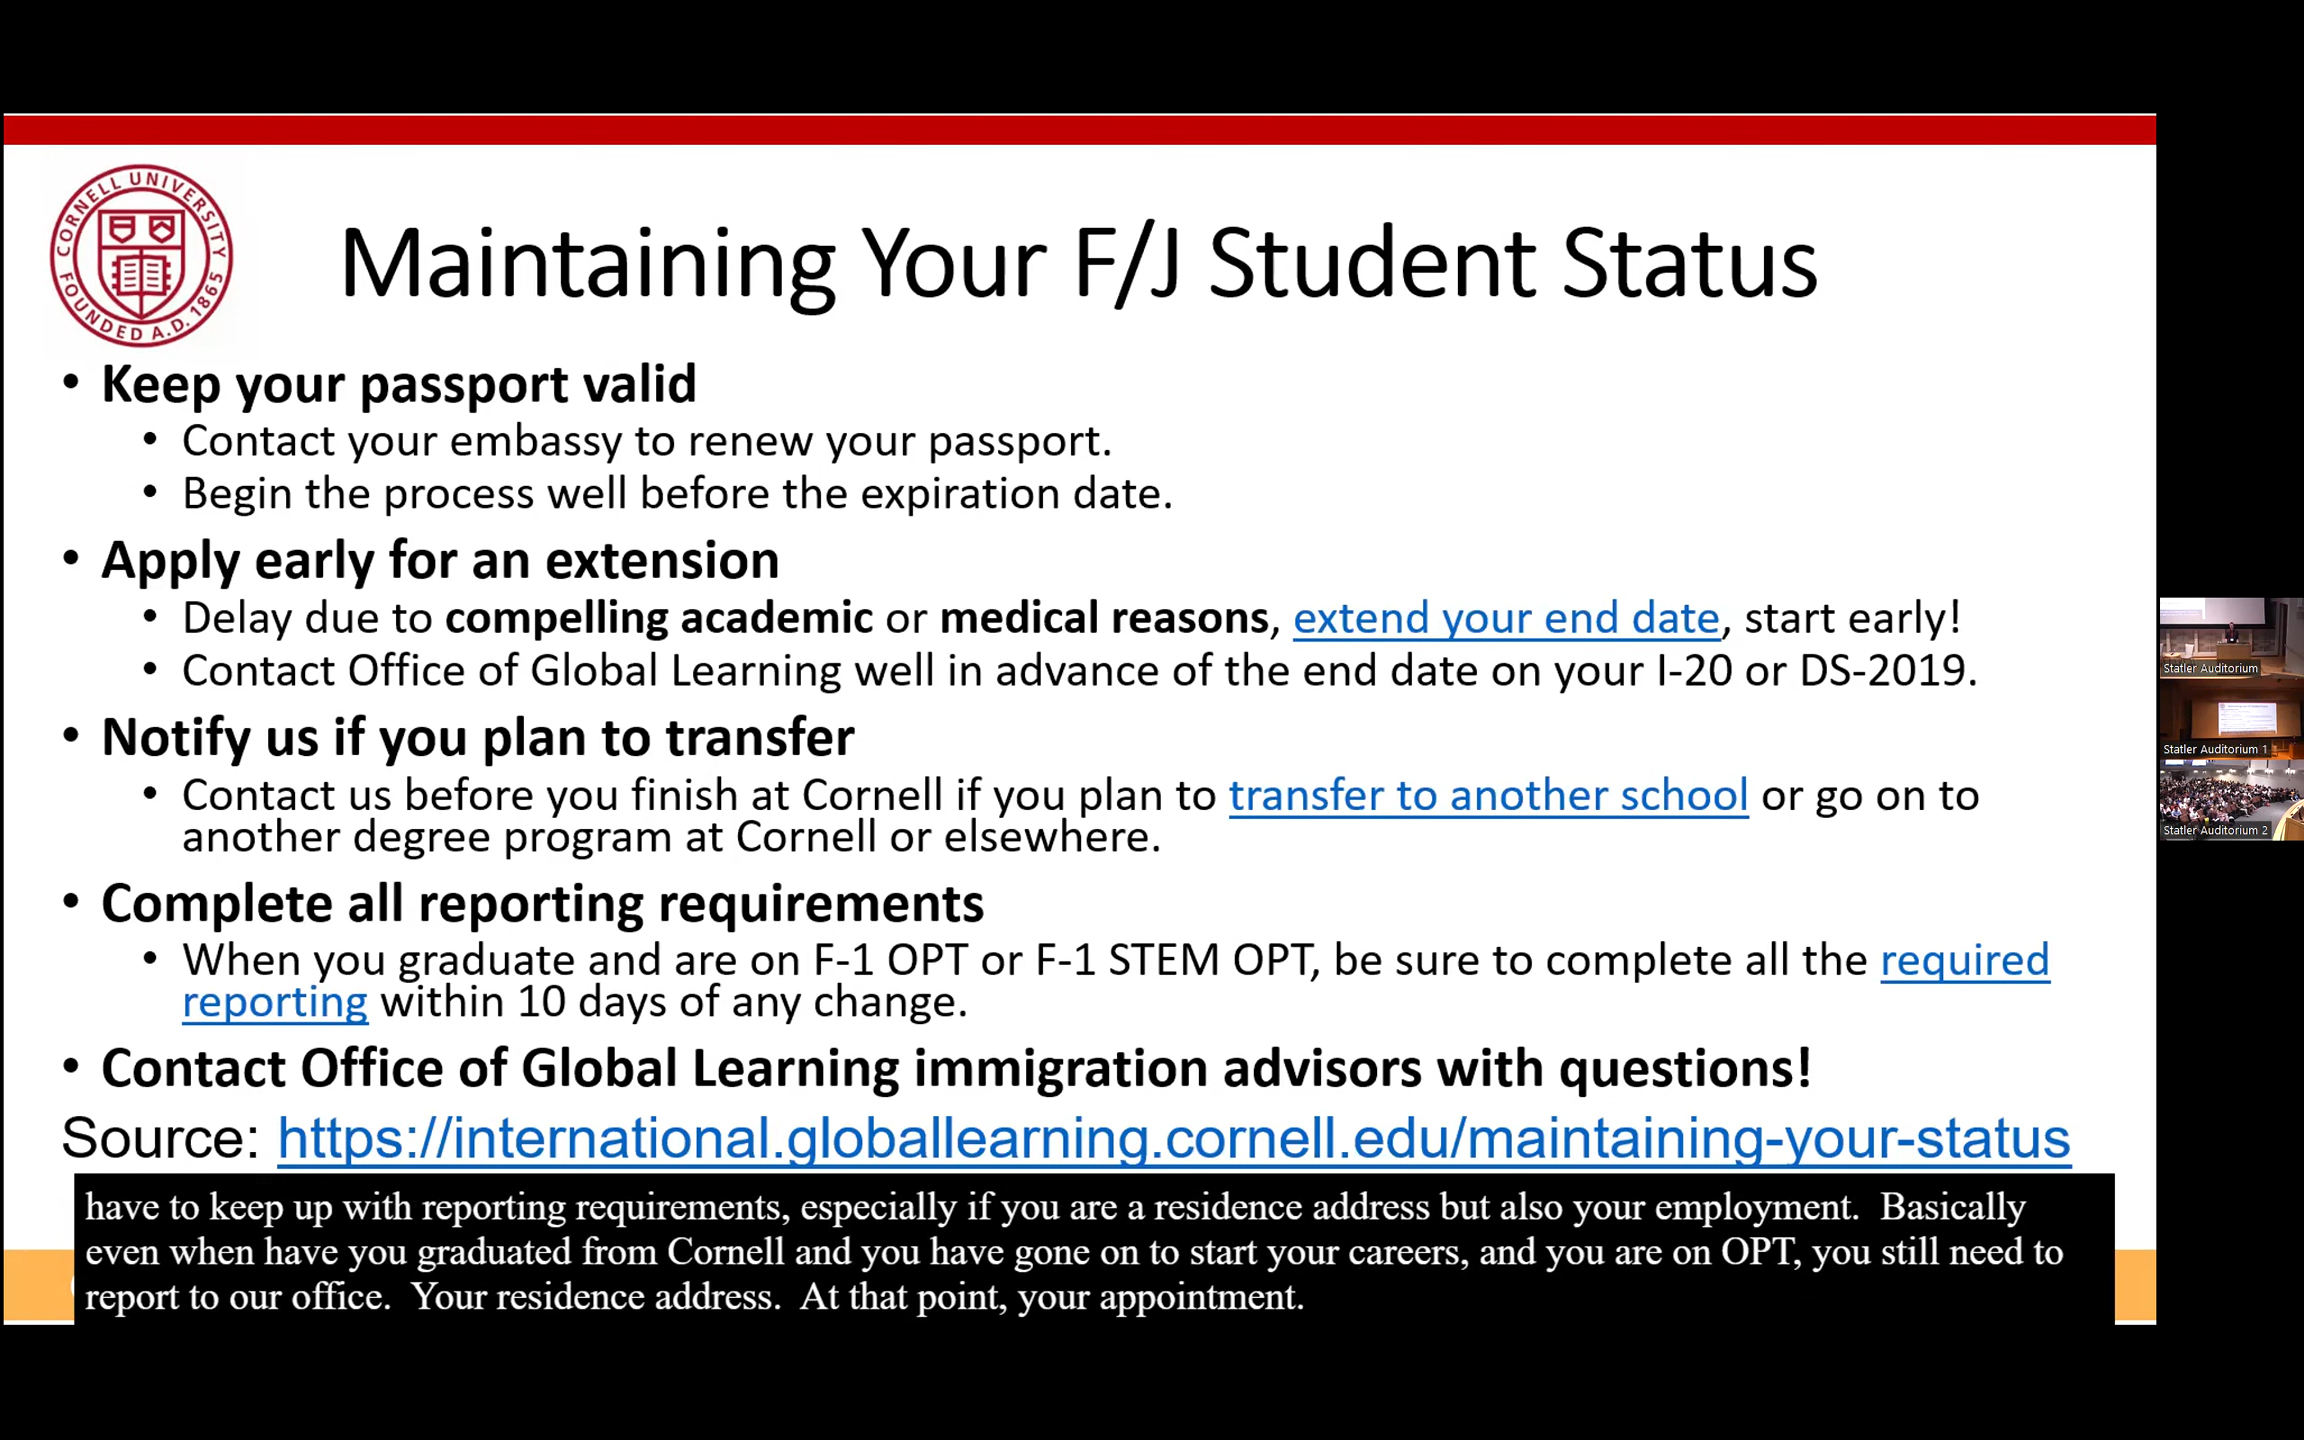 CORNELL UNIVERSITY
FOUNDED A.D. 1865
Maintaining Your F/J Student Status
• Keep your passport valid
• Contact your embassy to renew your passport.
• Begin the process well before the expiration date.
• Apply early for an extension
• Delay due to compelling academic or medical reasons, extend your end date, start early!
• Contact Office of Global Learning well in advance of the end date on your I-20 or DS-2019.
• Notify us if you plan to transfer
• Contact us before you finish at Cornell if you plan to transfer to another school or go on to
another degree program at Cornell or elsewhere.
• Complete all reporting requirements
• When you graduate and are on F-1 OPT or F-1 STEM OPT, be sure to complete all the required
reporting within 10 days of any change.
• Contact Office of Global Learning immigration advisors with questions!
Source: https://international.globallearning.cornell.edu/maintaining-your-status
have to keep up with reporting requirements, especially if you are a residence address but also your employment. Basically
even when have you graduated from Cornell and you have gone on to start your careers, and you are on OPT, you still need to
report to our office. Your residence address. At that point, your appointment.
Statler Auditorium
Statler Auditorium 1
Statler Auditorium 2